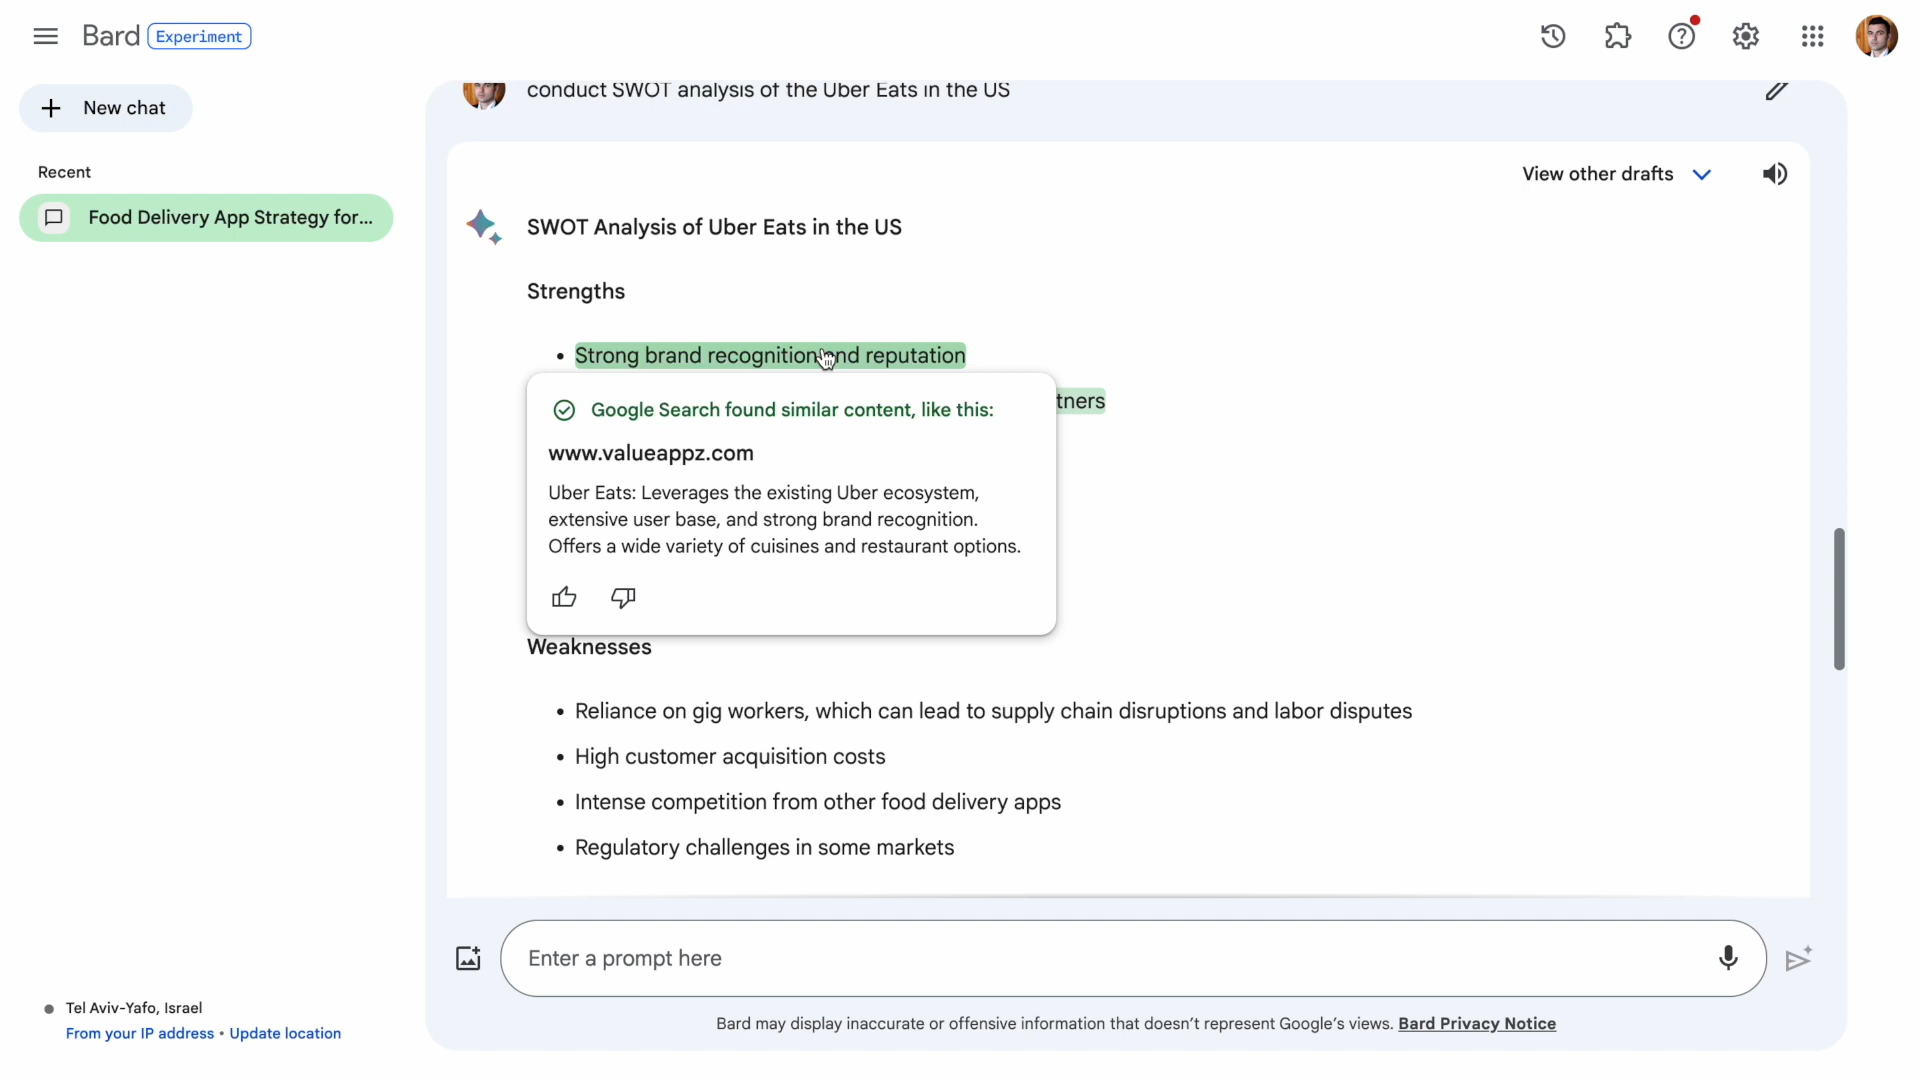 Bard Experiment
New chat
Recent
Food Delivery App Strategy for...
Tel Aviv-Yafo, Israel
From your IP address • Update location
conduct SWOT analysis of the Uber Eats in the US
View other drafts
SWOT Analysis of Uber Eats in the US
Strengths
• Strong brand recognition and reputation
tners
Google Search found similar content, like this:
www.valueappz.com
Uber Eats: Leverages the existing Uber ecosystem,
extensive user base, and strong brand recognition.
Offers a wide variety of cuisines and restaurant options.
Weaknesses
• Reliance on gig workers, which can lead to supply chain disruptions and labor disputes
• High customer acquisition costs
• Intense competition from other food delivery apps
• Regulatory challenges in some markets
Enter a prompt here
Bard may display inaccurate or offensive information that doesn't represent Google's views. Bard Privacy Notice